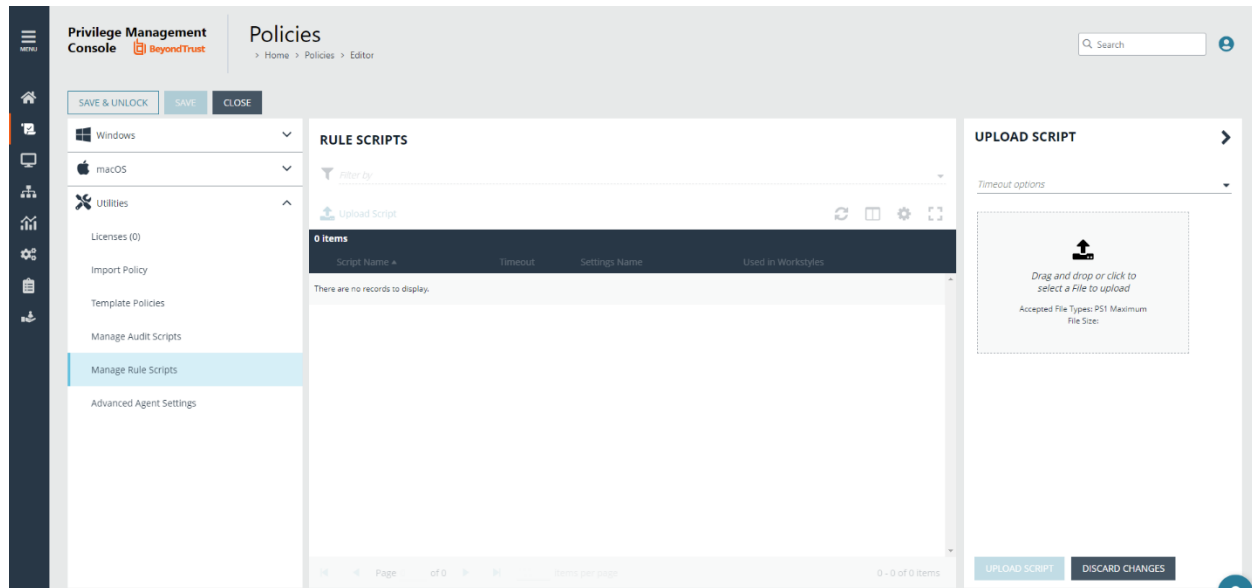 MENU
Privilege Management
Console BeyondTrust
Policies
> Home > Policies > Editor
Search
SAVE & UNLOCK SAVE CLOSE
Windows
macOS
Utilities
Licenses (0)
Import Policy
Template Policies
Manage Audit Scripts
Manage Rule Scripts
Advanced Agent Settings
RULE SCRIPTS
Filter by
Upload Script
0 items
Script Name Timeout Settings Name Used in Workstyles
There are no records to display.
Page of 0 items per page 0 - 0 of 0 items
UPLOAD SCRIPT
Timeout options
Drag and drop or click to
select a File to upload
Accepted File Types: PS1 Maximum
File Size:
UPLOAD SCRIPT DISCARD CHANGES